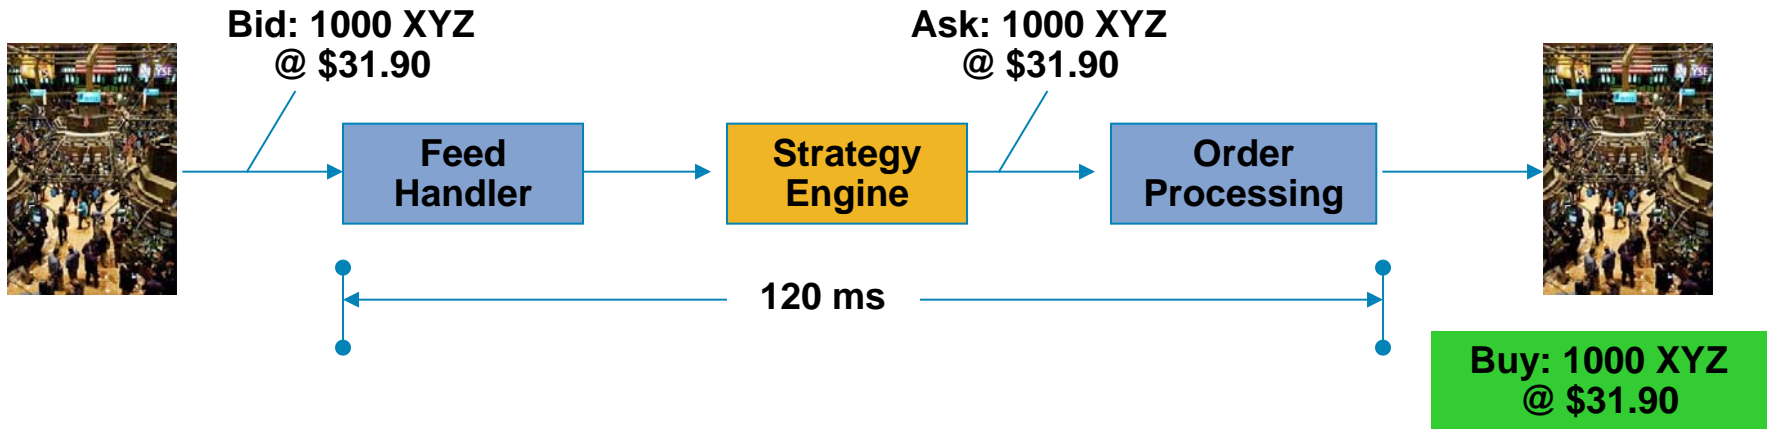 Bid: 1000 XYZ
@ $31.90
Ask: 1000 XYZ
@ $31.90
Feed
Handler
Strategy
Engine
Order
Processing
120 ms
Buy: 1000 XYZ
@ $31.90